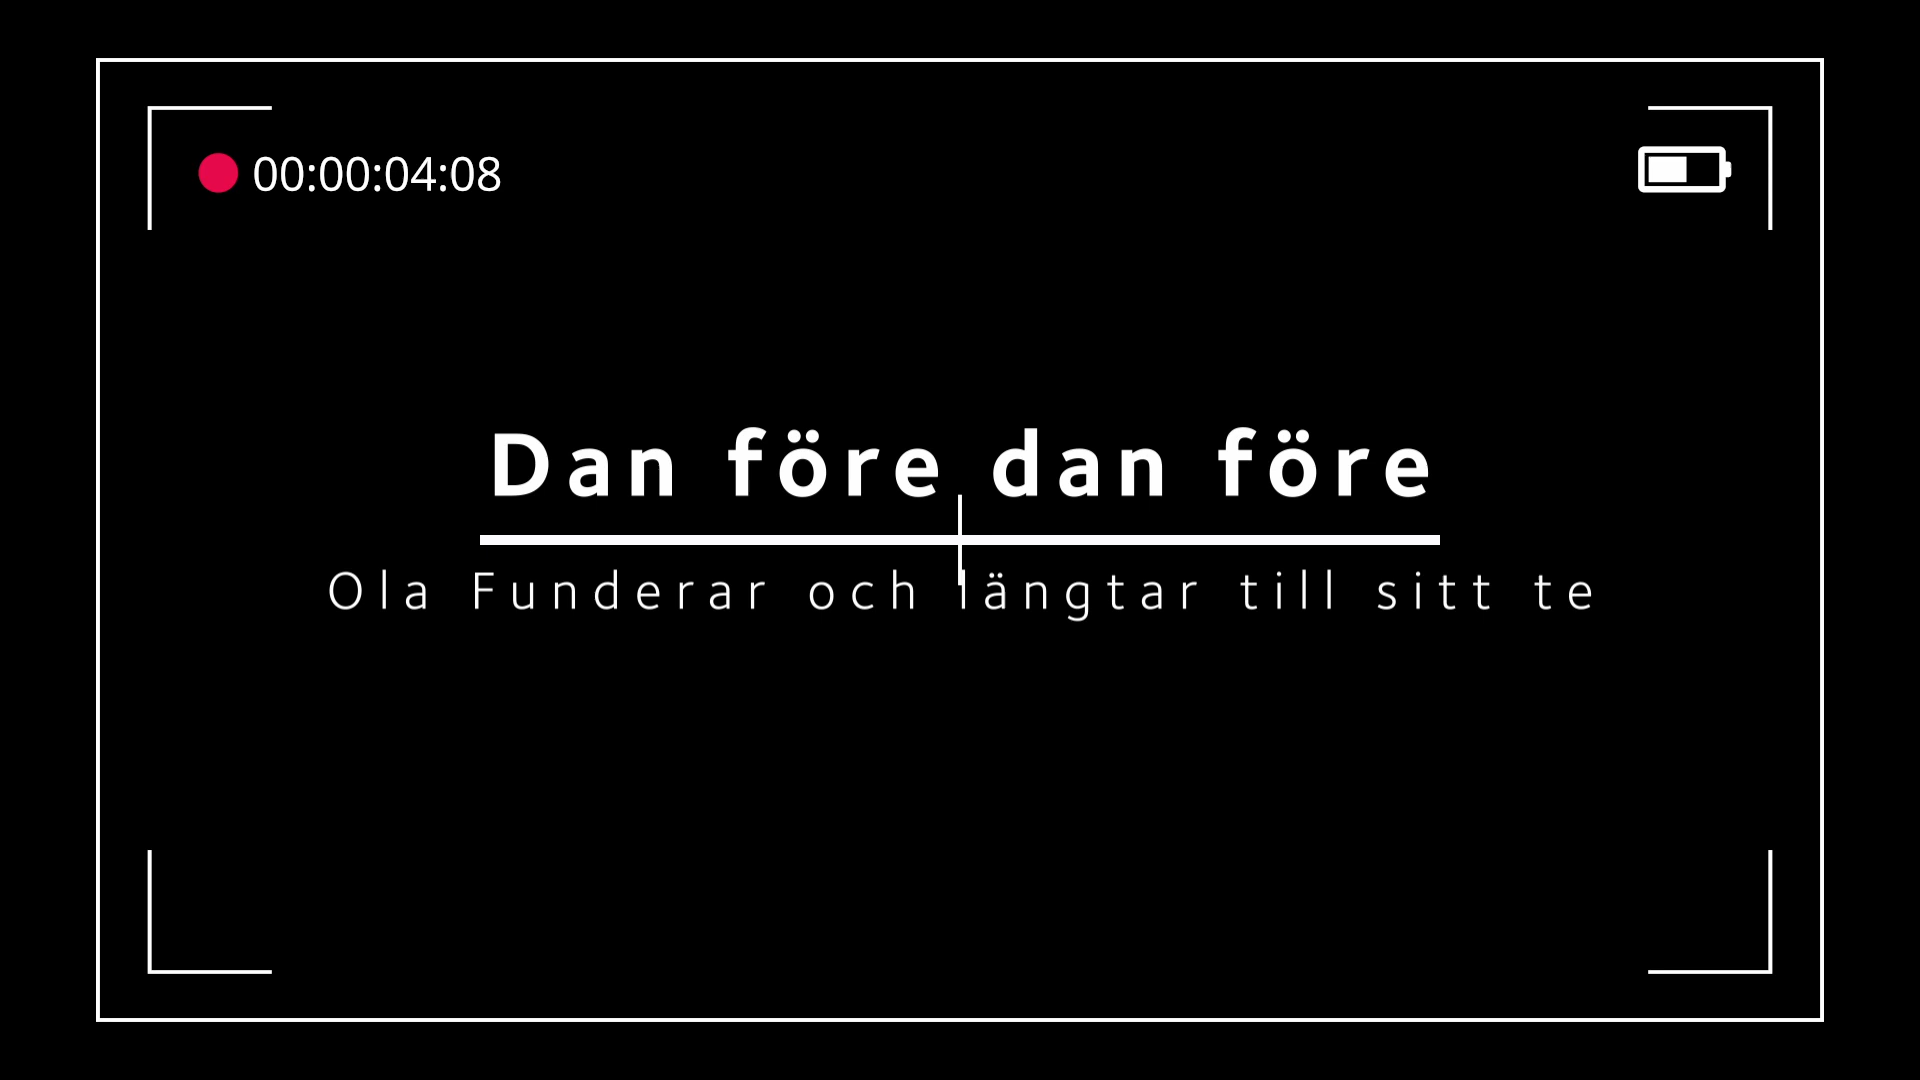 00:00:04:08
Dan före dan före
Ola Funderar och längtar till sitt te